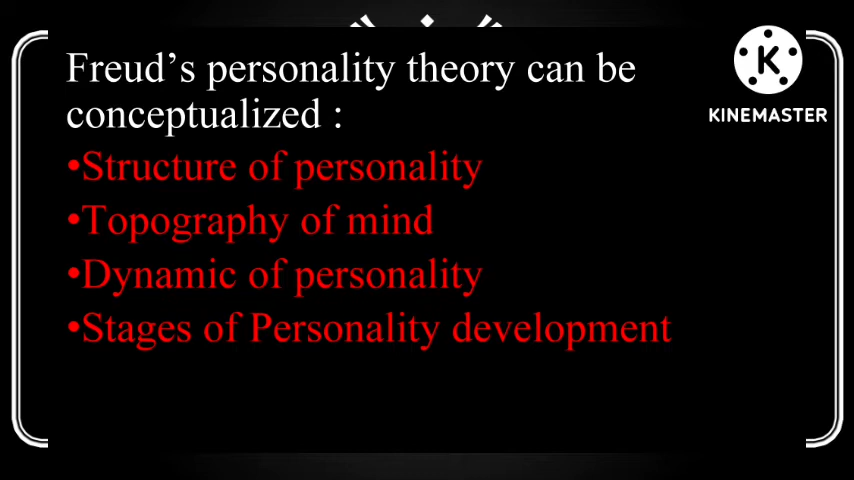 Freud’s personality theory can be
conceptualized :
•Structure of personality
•Topography of mind
•Dynamic of personality
•Stages of Personality development
K
KINEMASTER